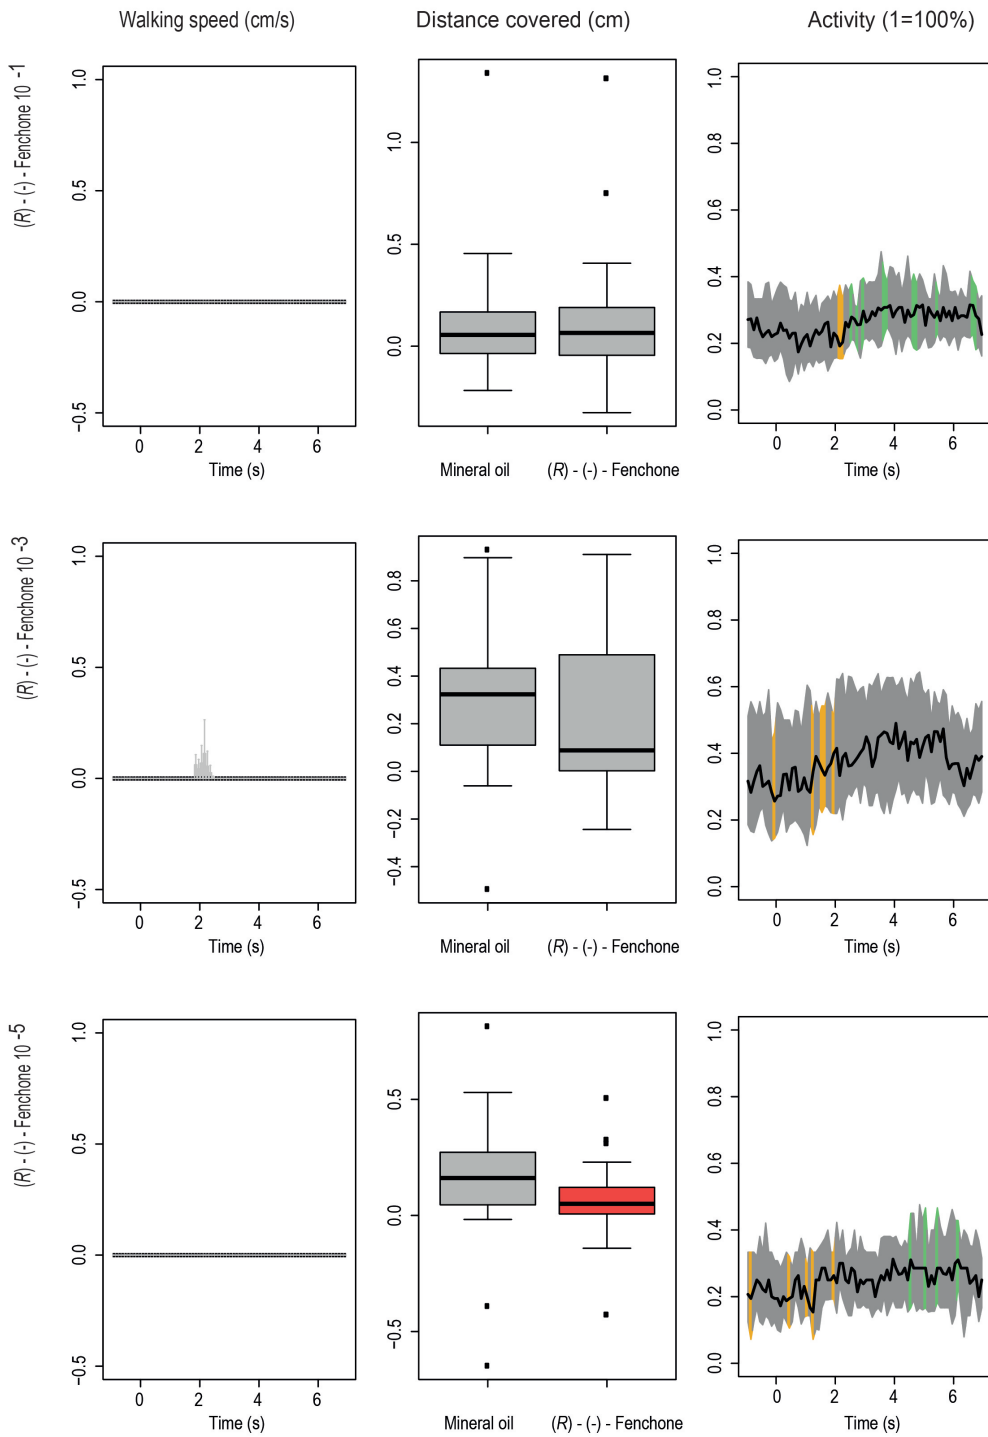 Walking speed (cm/s) Distance covered (cm) Activity (1=100%)
(R) - (-) - Fenchone 10 -1
1.0
0.5
0.0
−0.5
0 2 4 6
Time (s)
1.0
0.5
0.0
Mineral oil (R) - (-) - Fenchone
1.0
0.8
0.6
0.4
0.2
0.0
0 2 4 6
Time (s)
(R) - (-) - Fenchone 10 -3
1.0
0.5
0.0
−0.5
0 2 4 6
Time (s)
0.8
0.6
0.4
0.2
0.0
−0.2
−0.4
Mineral oil (R) - (-) - Fenchone
1.0
0.8
0.6
0.4
0.2
0.0
0 2 4 6
Time (s)
(R) - (-) - Fenchone 10 -5
1.0
0.5
0.0
−0.5
0 2 4 6
Time (s)
0.5
0.0
−0.5
Mineral oil (R) - (-) - Fenchone
1.0
0.8
0.6
0.4
0.2
0.0
0 2 4 6
Time (s)